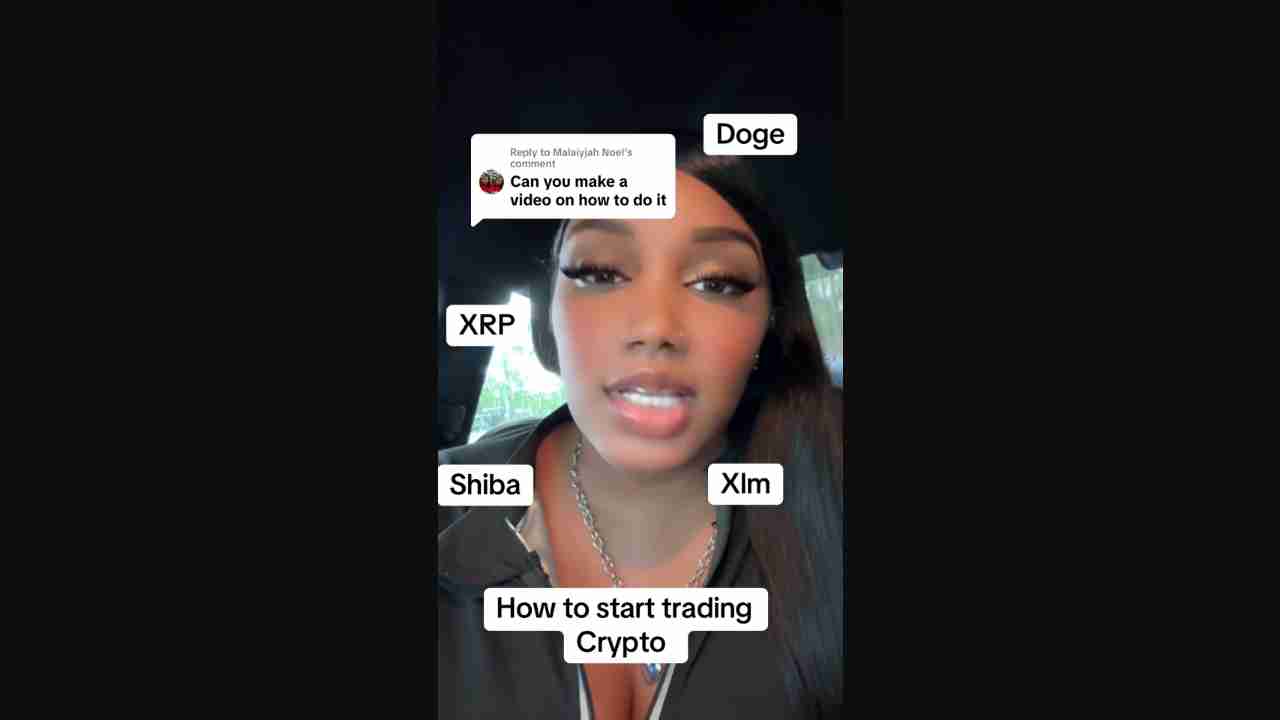 Doge
Reply to Malaiyjah Noel's
comment
Can you make a
video on how to do it
XRP
Shiba
Xlm
How to start trading
Crypto